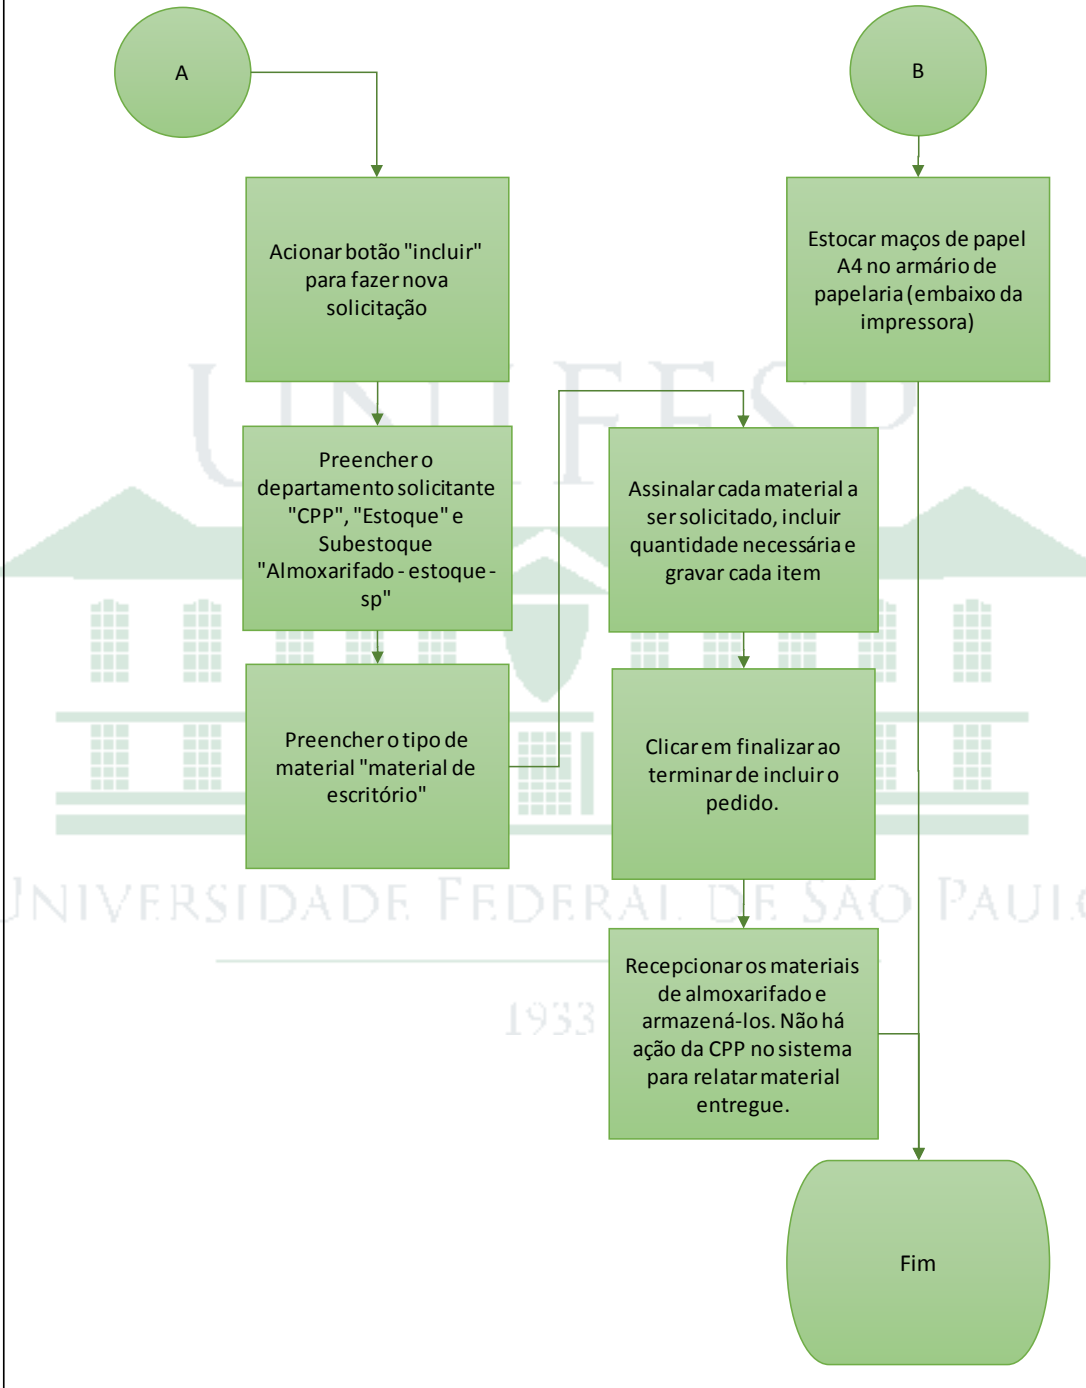 A
B
Acionar botão "incluir"
para fazer nova
solicitação
Estocar maços de papel
A4 no armário de
papelaria (embaixo da
impressora)
UNIFESP
Preencher o
departamento solicitante
"CPP", "Estoque" e
Subestoque
"Almoxarifado - estoque -
sp"
Assinalar cada material a
ser solicitado, incluir
quantidade necessária e
gravar cada item
Preencher o tipo de
material "material de
escritório"
Clicar em finalizar ao
terminar de incluir o
pedido.
UNIVERSIDADE FEDERAL DE SÃO PAULO
Recepcionar os materiais
de almoxarifado e
armazená-los. Não há
ação da CPP no sistema
para relatar material
entregue.
1933
Fim